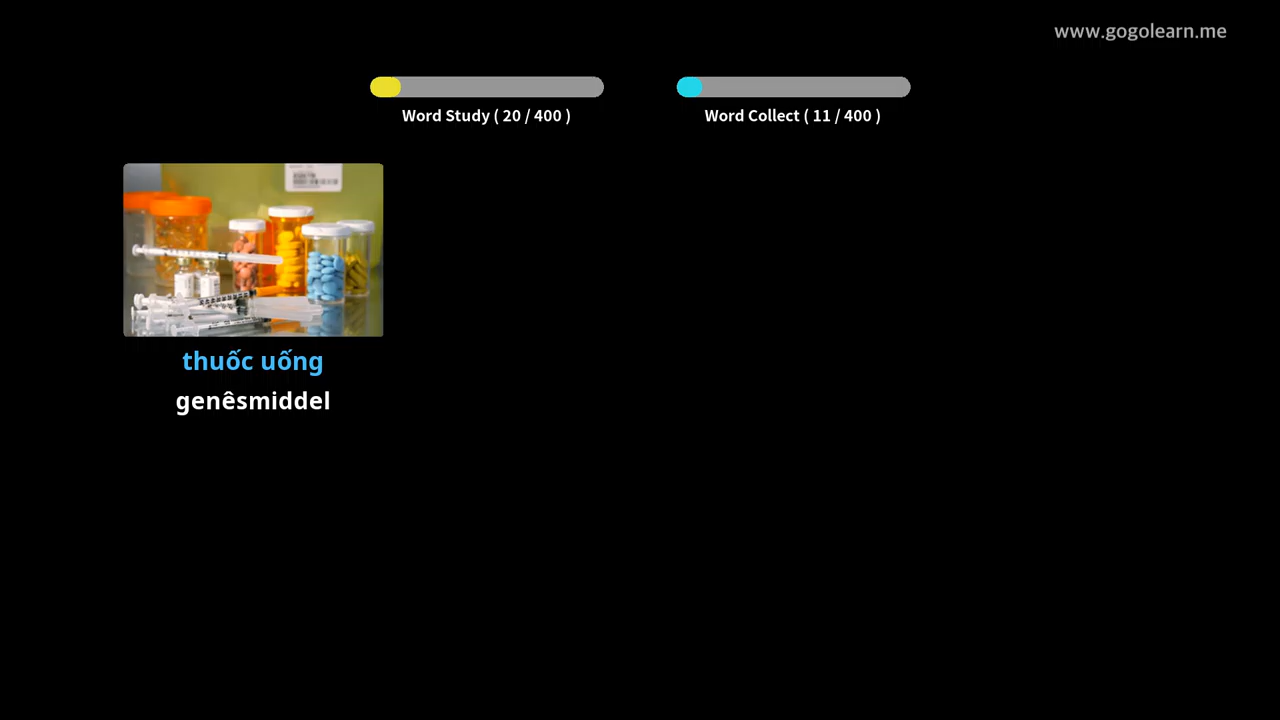 www.gogolearn.me
Word Study ( 20 / 400 )
Word Collect ( 11 / 400 )
thuốc uống
genêsmiddel